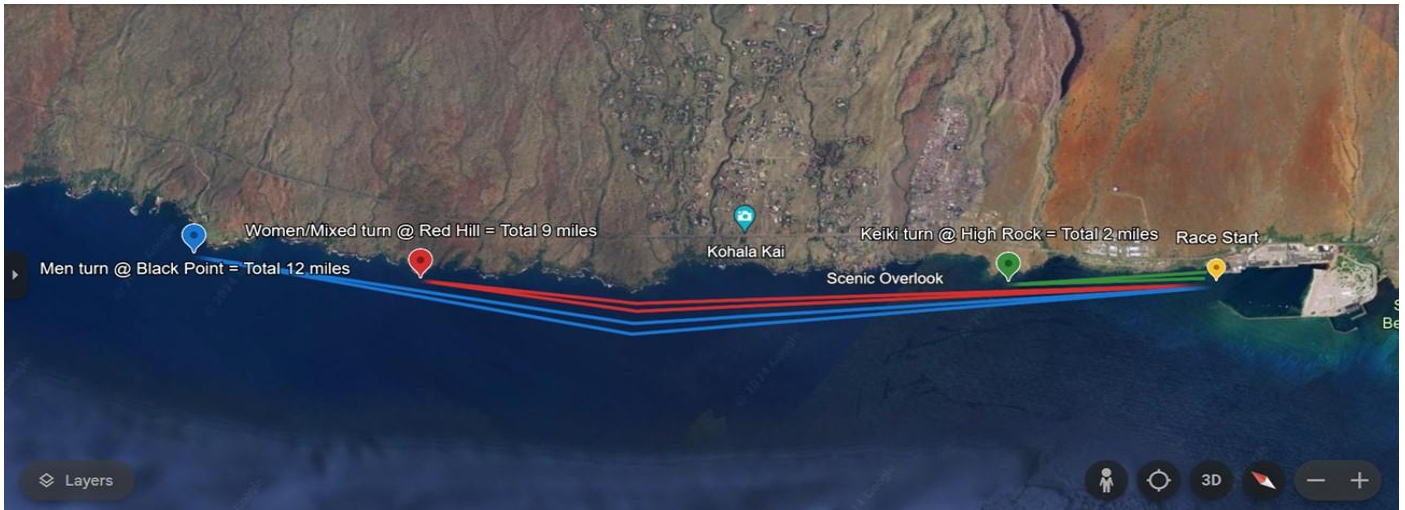 Women/Mixed turn @ Red Hill = Total 9 miles
Keiki turn @ High Rock = Total 2 miles
Race Start
Kohala Kai
Men turn @ Black Point = Total 12 miles
Scenic Overlook
S
Be
Layers
3D